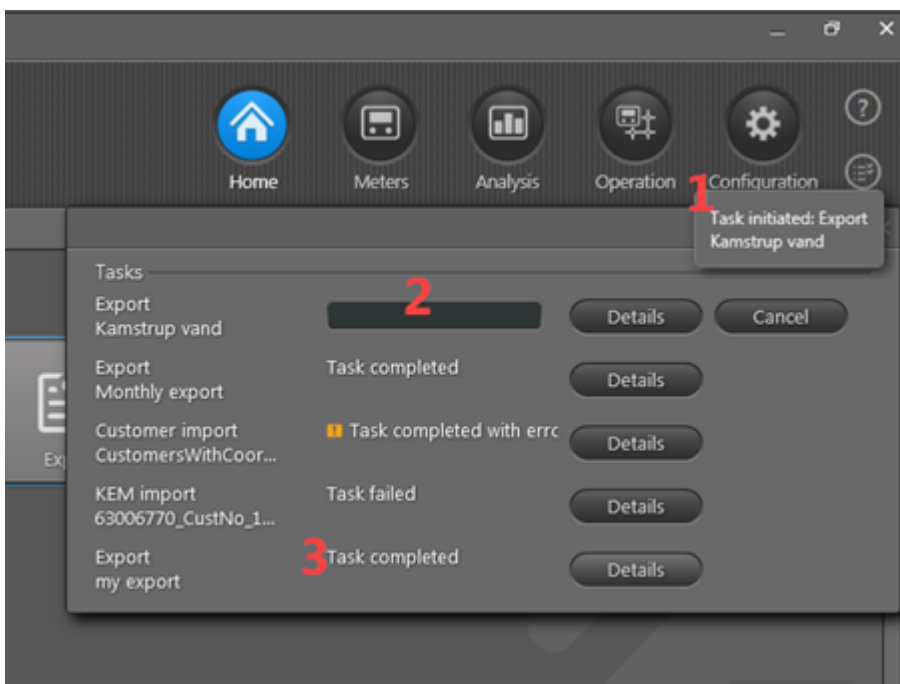 ?
Home
Meters
Analysis
Operation
Configuration
1
Task initiated: Export
Kamstrup vand
Tasks
Export
Kamstrup vand
2
Details
Cancel
Export
Monthly export
Task completed
Details
Customer import
CustomersWithCoor...
! Task completed with errc
Details
KEM import
63006770_CustNo_1...
Task failed
Details
Export
my export
3
Task completed
Details